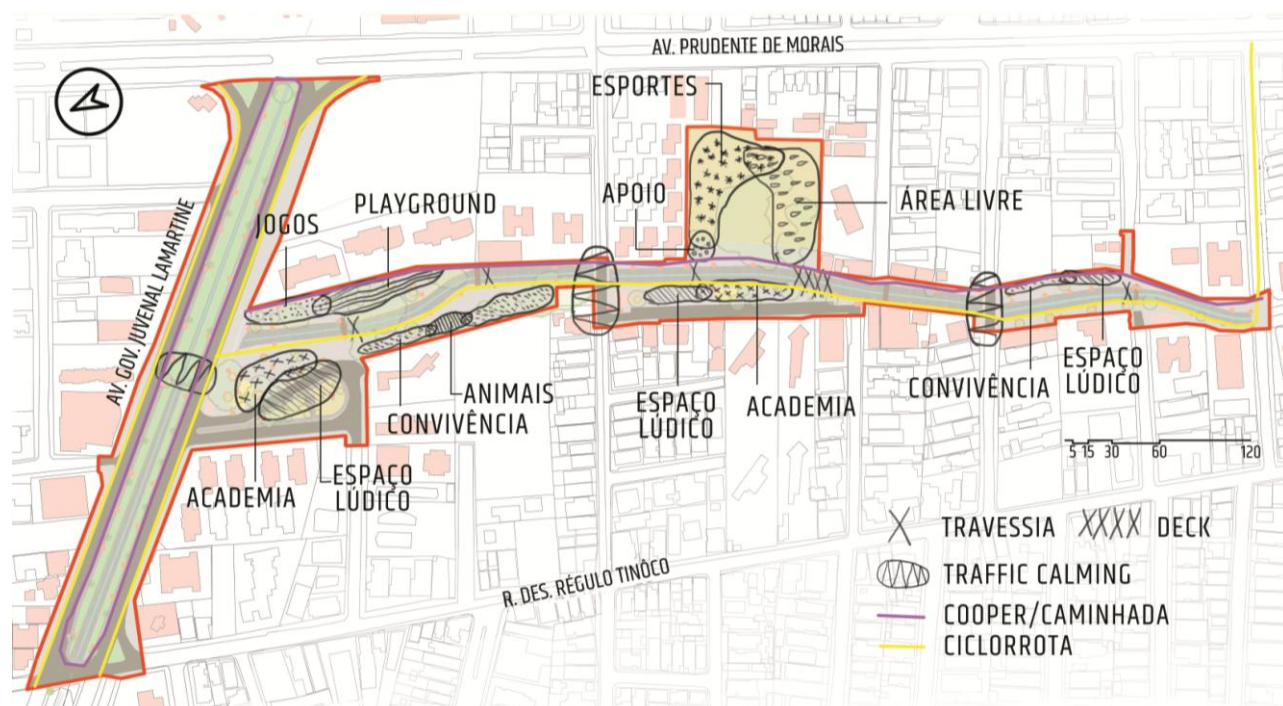 AV. PRUDENTE DE MORAIS
ESPORTES
AV. GOV. JUVENAL LAMARTINE
JOGOS
PLAYGROUND
APOIO
ÁREA LIVRE
ANIMAIS
CONVIVÊNCIA
ACADEMIA
ESPAÇO
LÚDICO
ESPAÇO
LÚDICO
ACADEMIA
CONVIVÊNCIA
ESPAÇO
LÚDICO
5 15 30 60 120
R. DES. RÉGULO TINÔCO
TRAVESSIA
DECK
TRAFFIC CALMING
COOPER/CAMINHADA
CICLORROTA